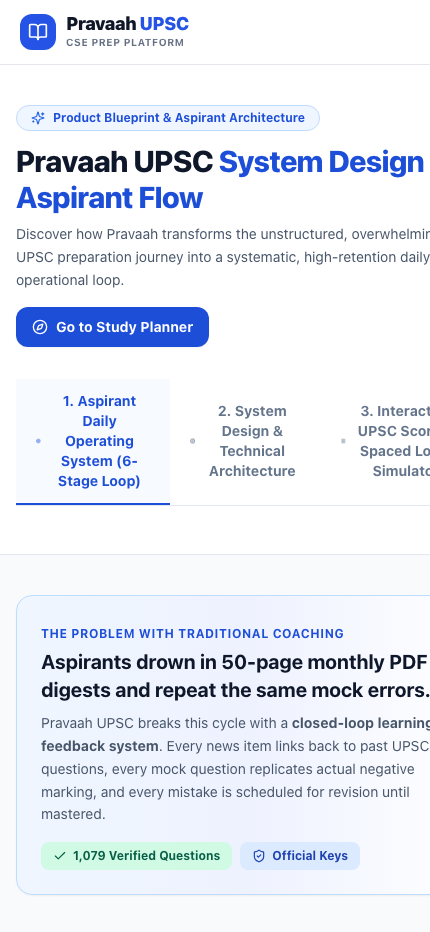 Pravaah UPSC
CSE PREP PLATFORM
Product Blueprint & Aspirant Architecture
Pravaah UPSC System Design
Aspirant Flow
Discover how Pravaah transforms the unstructured,
UPSC preparation journey into a systematic, high-retention daily
operational loop.
Go to Study Planner
1. Aspirant
Daily
Operating
System (6-
Stage Loop)
2. System
Design &
Technical
Architecture
3.
UPSC
Spaced
THE PROBLEM WITH TRADITIONAL COACHING
Aspirants drown in 50-page monthly PDF
digests and repeat the same mock errors.
Pravaah UPSC breaks this cycle with a closed-loop learning
feedback system. Every news item links back to past UPSC
questions, every mock question replicates actual negative
marking, and every mistake is scheduled for revision until
mastered.
1,079 Verified Questions
Official Keys